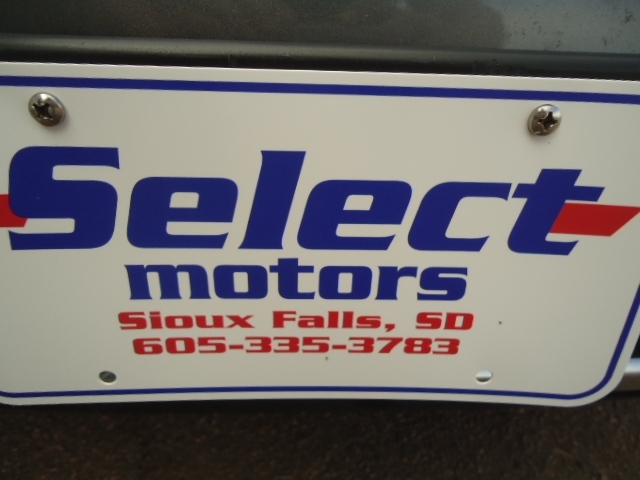 Select
motors
Sioux Falls, SD
605-335-3783